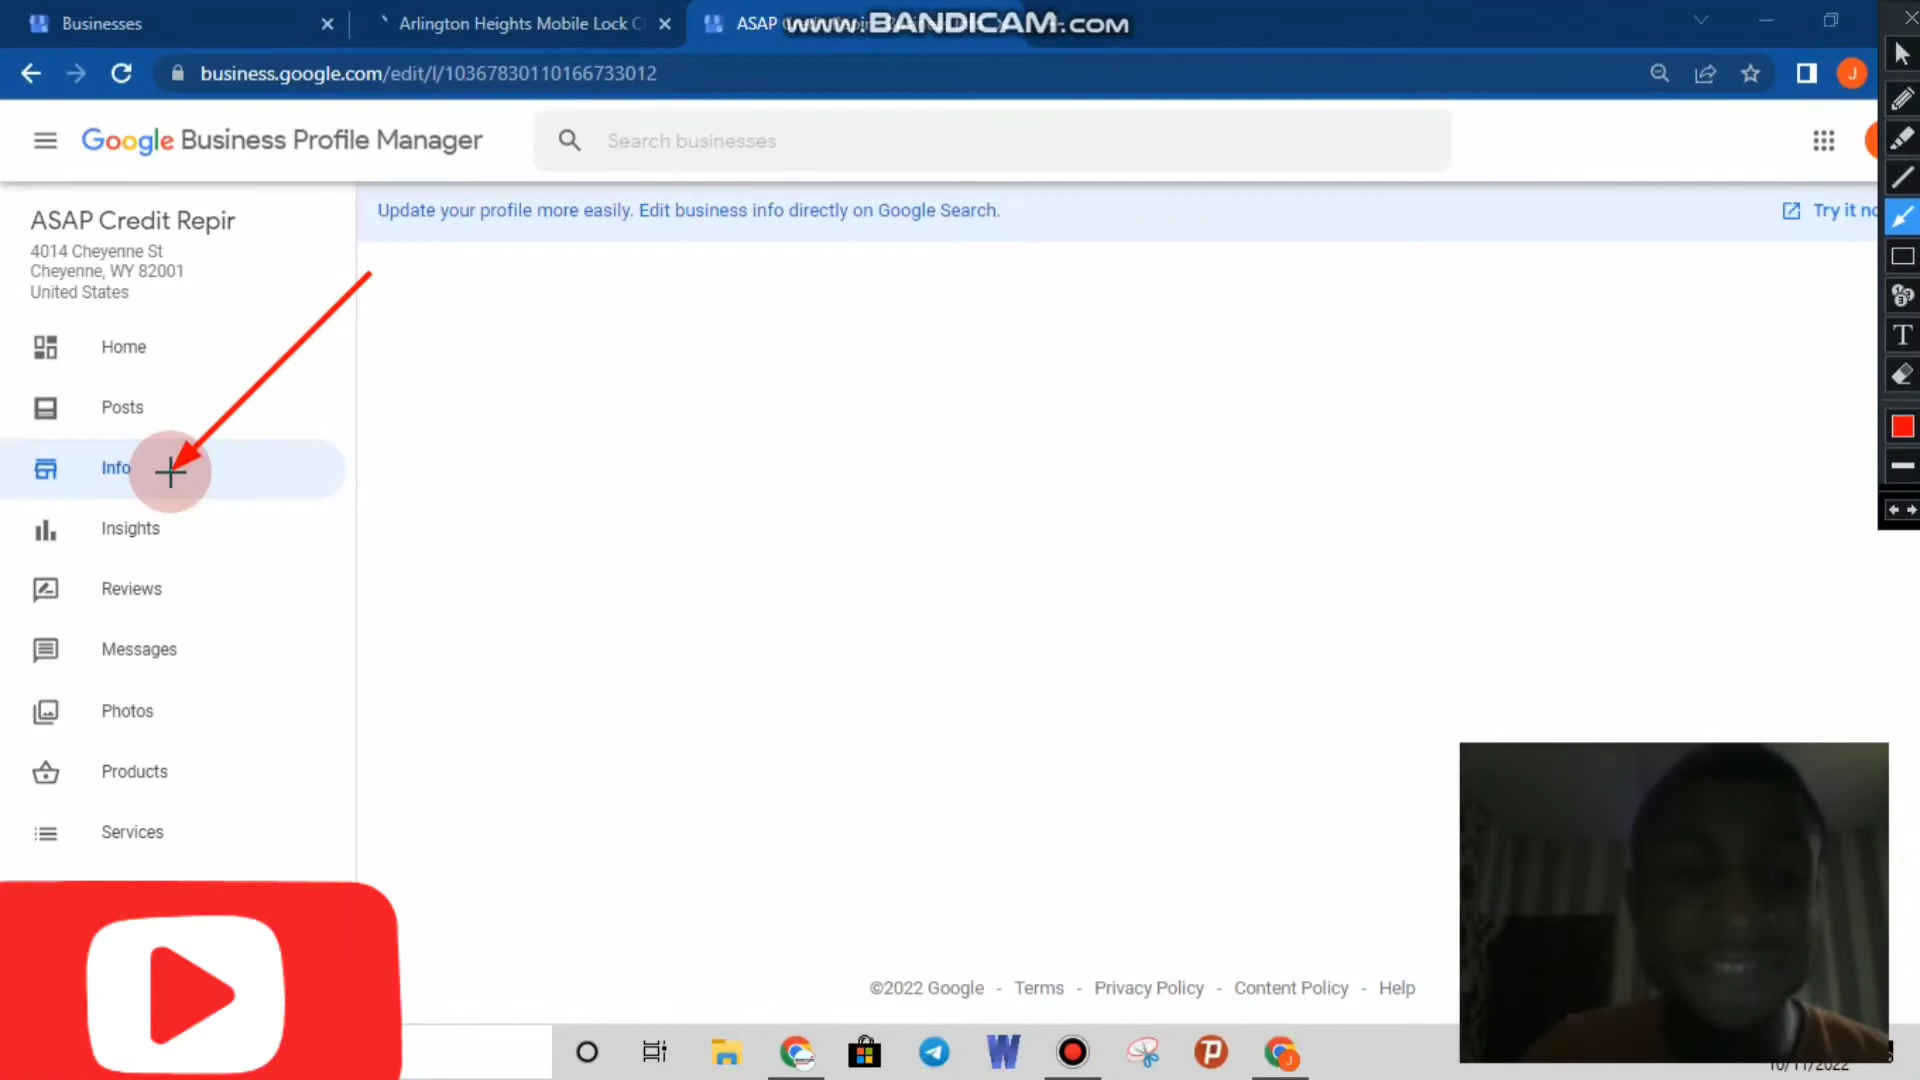 Businesses
Arlington Heights Mobile Lock C
ASAP
www.BANDICAM.com
business.google.com/edit/l/10367830110166733012
J
Google Business Profile Manager
Search businesses
ASAP Credit Repir
4014 Cheyenne St
Cheyenne, WY 82001
United States
Update your profile more easily. Edit business info directly on Google Search.
Try it no
Home
Posts
Info
Insights
Reviews
Messages
Photos
Products
Services
©2022 Google - Terms - Privacy Policy - Content Policy - Help
10/11/2022